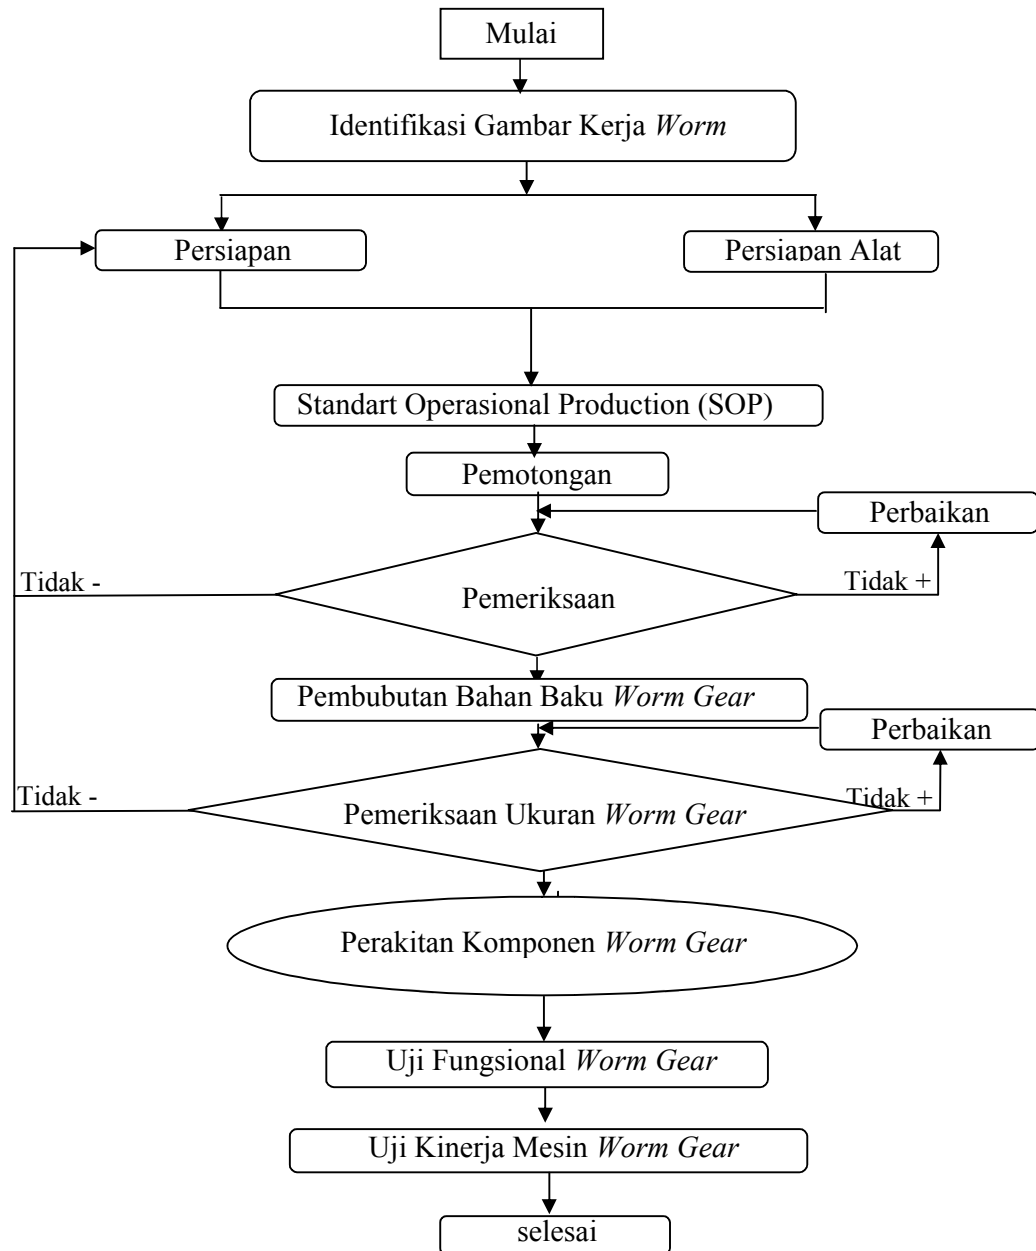 Mulai
Identifikasi Gambar Kerja Worm
Persiapan
Persiapan Alat
Standart Operasional Production (SOP)
Pemotongan
Perbaikan
Tidak -
Pemeriksaan
Tidak +
Pembubutan Bahan Baku Worm Gear
Perbaikan
Tidak -
Pemeriksaan Ukuran Worm Gear
Tidak +
Perakitan Komponen Worm Gear
Uji Fungsional Worm Gear
Uji Kinerja Mesin Worm Gear
selesai